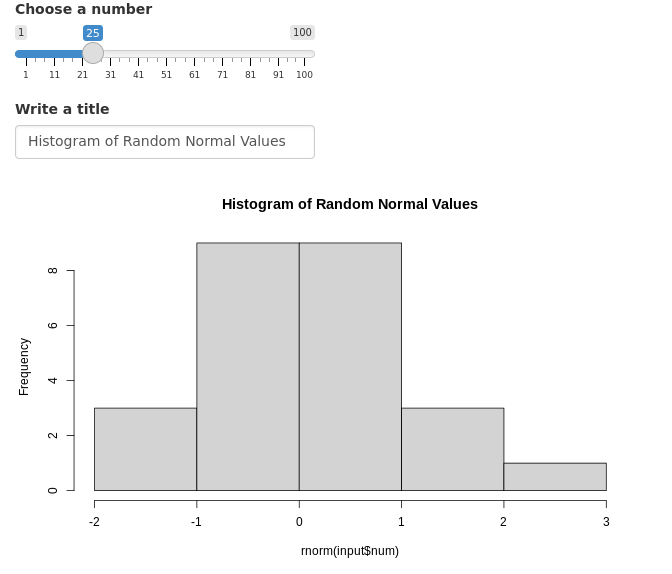 Choose a number
1 25 100
1 11 21 31 41 51 61 71 81 91 100
Write a title
Histogram of Random Normal Values
Histogram of Random Normal Values
8
6
4
2
0
Frequency
-2 -1 0 1 2 3
rnorm(input$num)